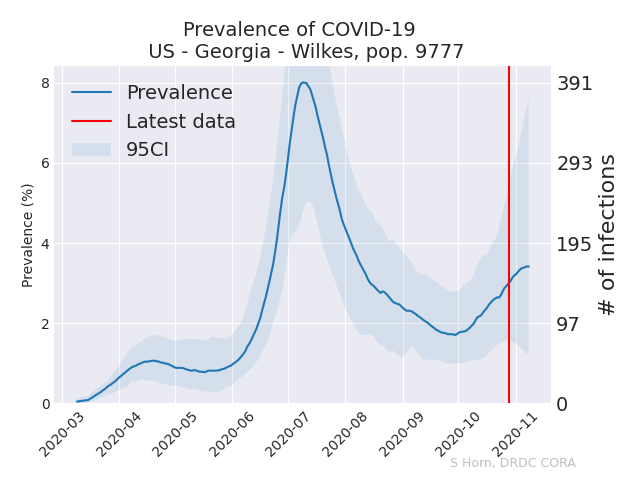 Prevalence of COVID-19
US - Georgia - Wilkes, pop. 9777
Prevalence
Latest data
95CI
Prevalence (%)
8
6
4
2
0
391
293
195
97
0
# of infections
2020-03
2020-04
2020-05
2020-06
2020-07
2020-08
2020-09
2020-10
2020-11
S Horn, DRDC CORA